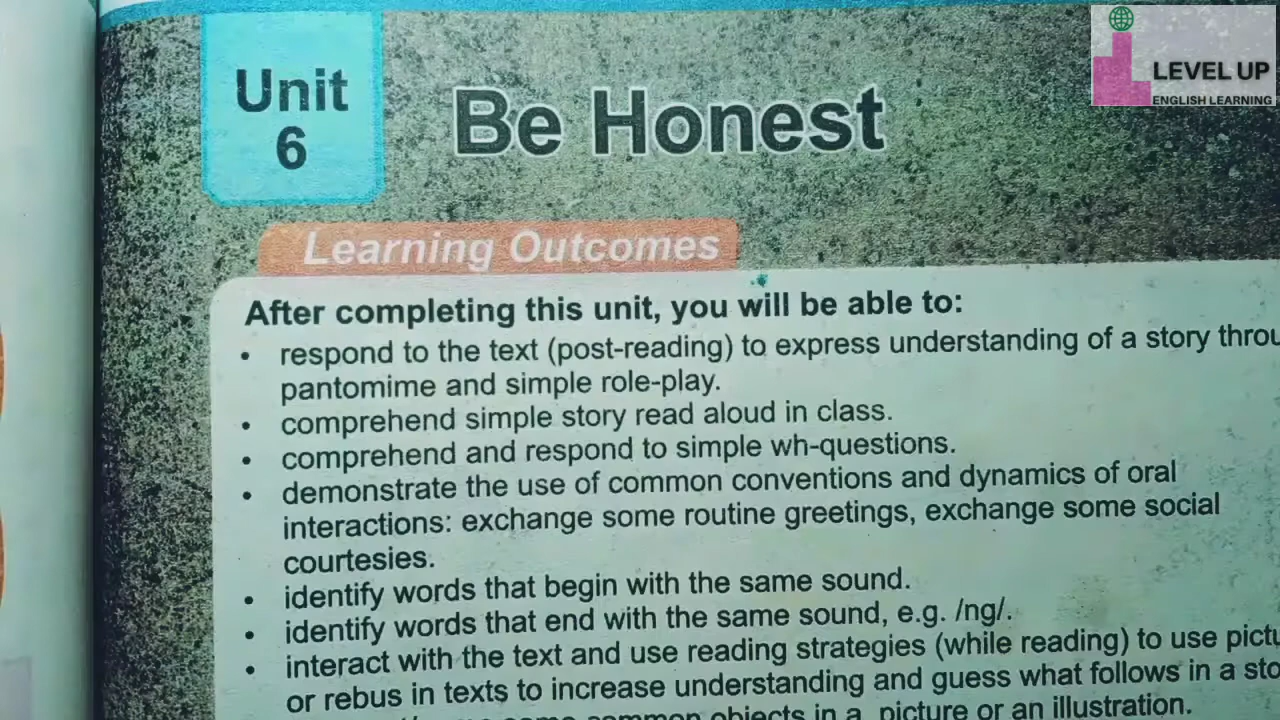 Unit
6
Be Honest
LEVEL UP
ENGLISH LEARNING
Learning Outcomes
After completing this unit, you will be able to:
• respond to the text (post-reading) to express understanding of a story
pantomime and simple role-play.
• comprehend simple story read aloud in class.
• comprehend and respond to simple wh-questions.
• demonstrate the use of common conventions and dynamics of oral
interactions: exchange some routine greetings, exchange some social
courtesies.
• identify words that begin with the same sound.
• identify words that end with the same sound, e.g. /ng/.
• interact with the text and use reading strategies (while reading) to use
or rebus in texts to increase understanding and guess what follows in a
common objects in a picture or an illustration.